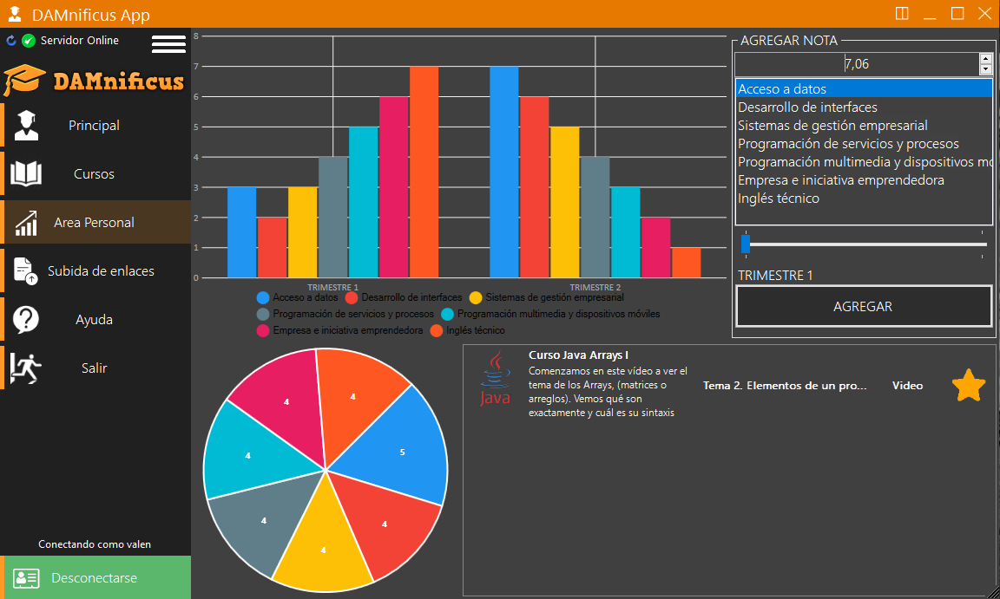 DAMnificus App
Servidor Online
DAMnificus
Principal
Cursos
Area Personal
Subida de enlaces
Ayuda
Salir
Conectando como valen
Desconectarse
8
7
6
5
4
3
2
1
0
TRIMESTRE 1
TRIMESTRE 2
Acceso a datos
Desarrollo de interfaces
Sistemas de gestión empresarial
Programación de servicios y procesos
Programación multimedia y dispositivos móviles
Empresa e iniciativa emprendedora
Inglés técnico
AGREGAR NOTA
7,06
Acceso a datos
Desarrollo de interfaces
Sistemas de gestión empresarial
Programación de servicios y procesos
Programación multimedia y dispositivos mó
Empresa e iniciativa emprendedora
Inglés técnico
TRIMESTRE 1
AGREGAR
4
4
5
4
4
4
4
Java
Curso Java Arrays I
Comenzamos en este vídeo a ver el
tema de los Arrays, (matrices o
arreglos). Vemos qué son
exactamente y cuál es su sintaxis
Tema 2. Elementos de un pro...
Video